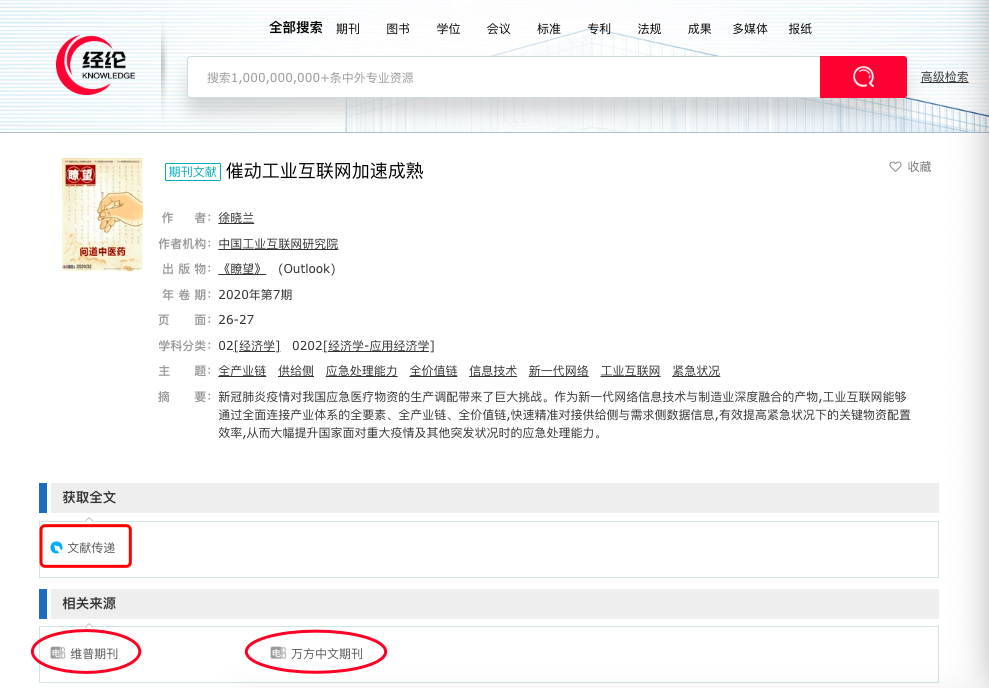 全部搜索 期刊 图书 学位 会议 标准 专利 法规 成果 多媒体 报纸
经纶
KNOWLEDGE
搜索1,000,000,000+条中外专业资源
高级检索
瞭望
问道中医药
期刊文献 催动工业互联网加速成熟
收藏
作 者: 徐晓兰
作者机构: 中国工业互联网研究院
出 版 物: 《瞭望》 (Outlook)
年 卷 期: 2020年第7期
页 面: 26-27
学科分类: 02[经济学] 0202[经济学-应用经济学]
主 题: 全产业链 供给侧 应急处理能力 全价值链 信息技术 新一代网络 工业互联网 紧急状况
摘 要: 新冠肺炎疫情对我国应急医疗物资的生产调配带来了巨大挑战。作为新一代网络信息技术与制造业深度融合的产物,工业互联网能够
通过全面连接产业体系的全要素、全产业链、全价值链,快速精准对接供给侧与需求侧数据信息,有效提高紧急状况下的关键物资配置
效率,从而大幅提升国家面对重大疫情及其他突发状况时的应急处理能力。
获取全文
文献传递
相关来源
维普期刊 万方中文期刊